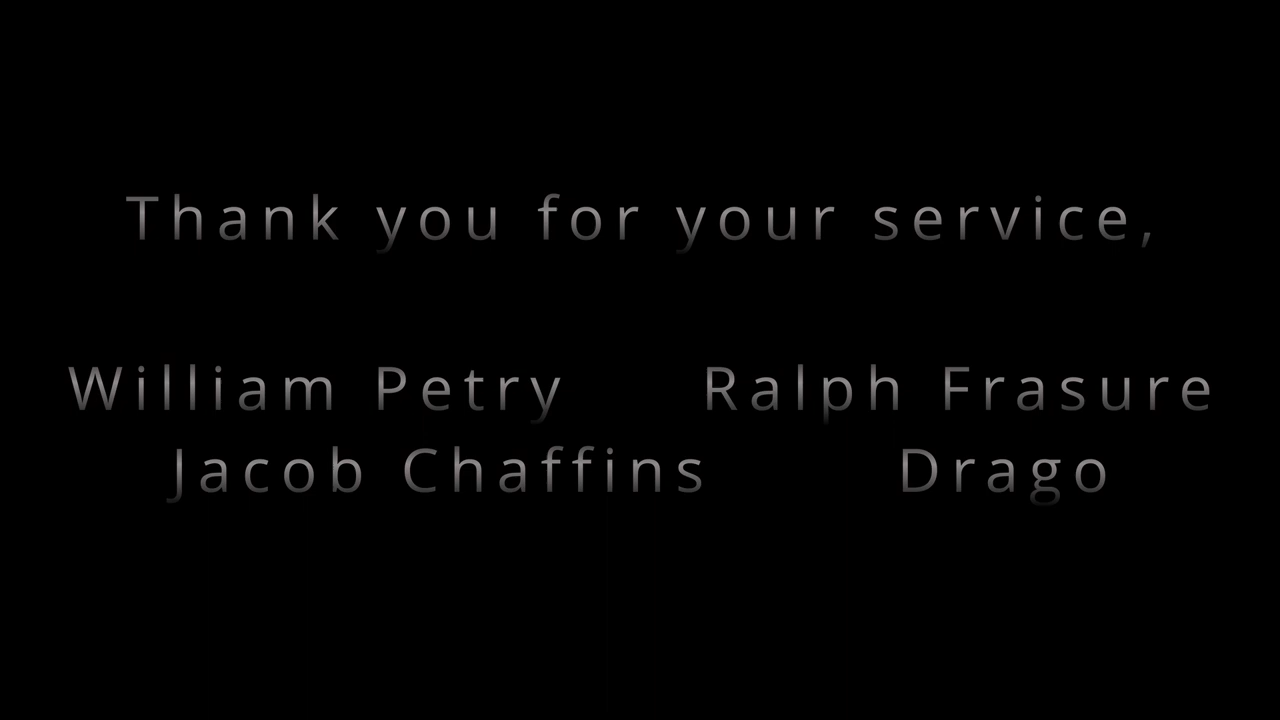 Thank you for your service,
William Petry Ralph Frasure
Jacob Chaffins Drago